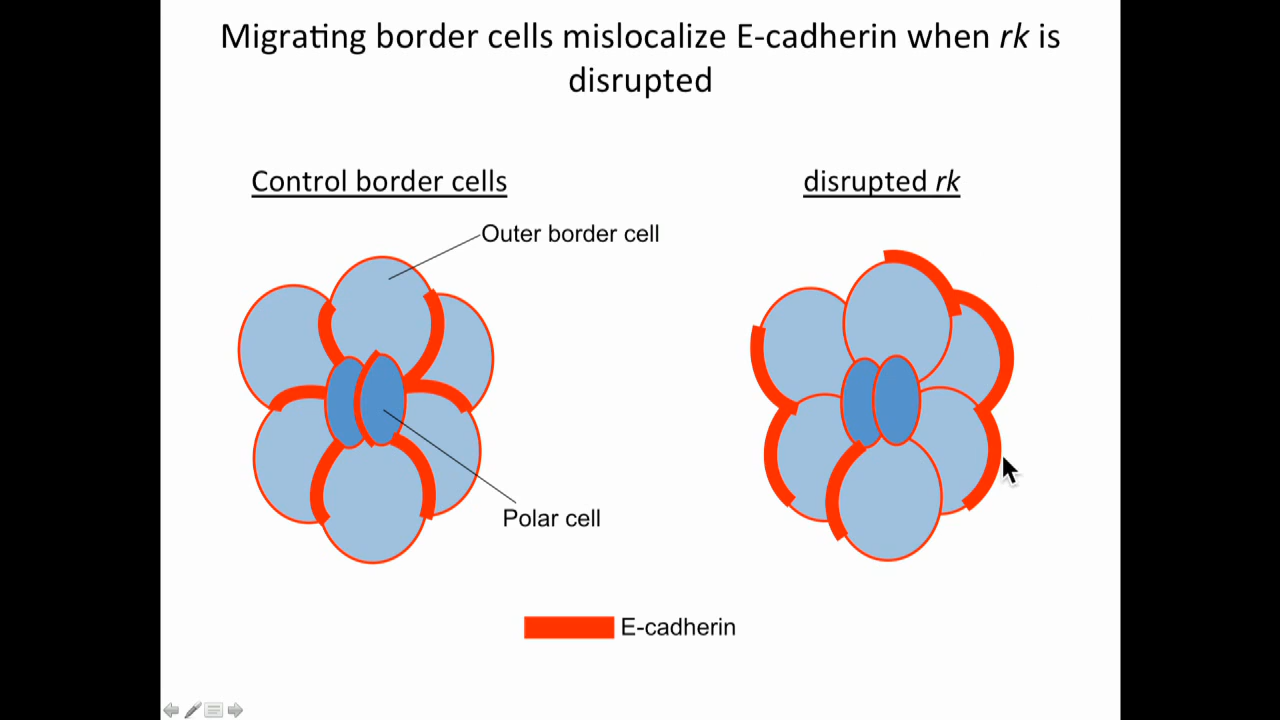 Migrating border cells mislocalize E-cadherin when rk is
disrupted
Control border cells
disrupted rk
Outer border cell
Polar cell
E-cadherin